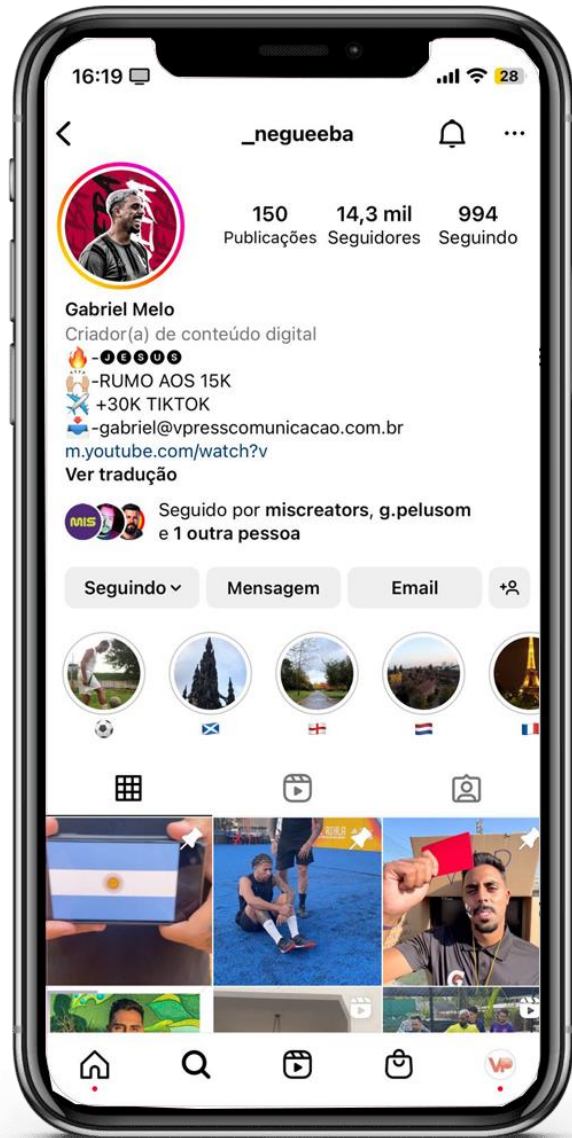 16:19
28
_negueeba
150
14,3 mil
994
Publicações
Seguidores
Seguindo
Gabriel Melo
Criador(a) de conteúdo digital
🔥-🅙🅔🅢🅤🅢
🙌🏼-RUMO AOS 15K
✈️ +30K TIKTOK
📩-gabriel@vpresscomunicacao.com.br
m.youtube.com/watch?v
Ver tradução
MIS
Seguido por miscreators, g.pelusom
e 1 outra pessoa
Seguindo
Mensagem
Email
VP